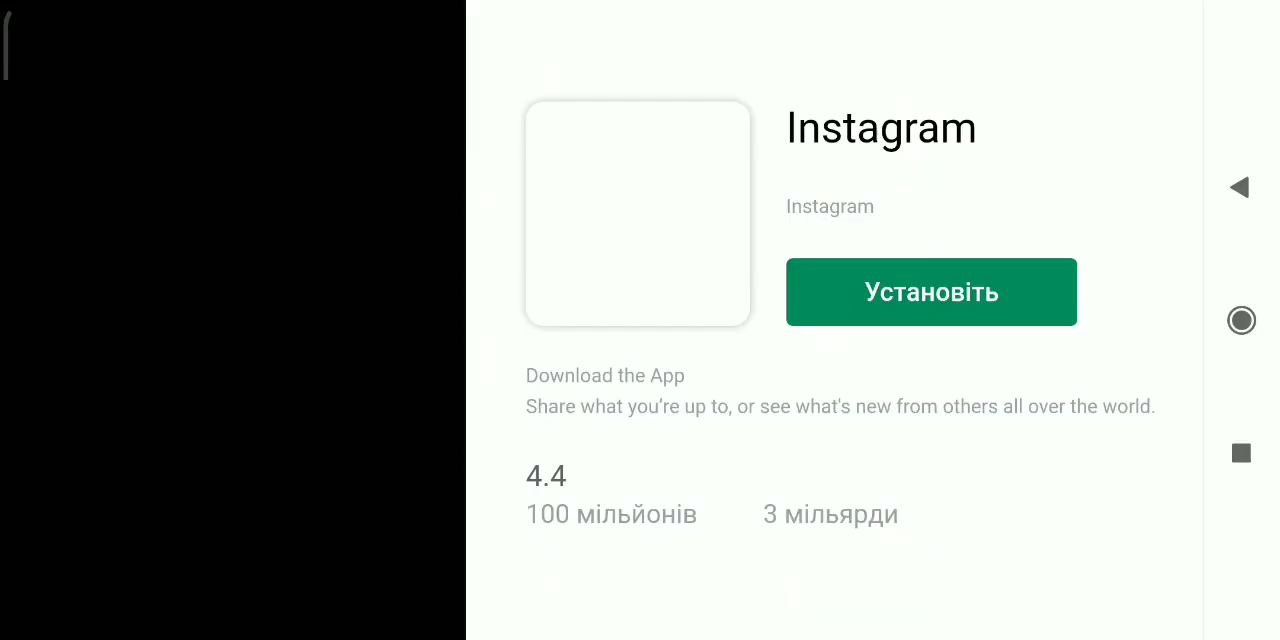 Instagram
Instagram
Установіть
Download the App
Share what you’re up to, or see what's new from others all over the world.
4.4
100 мільйонів
3 мільярди